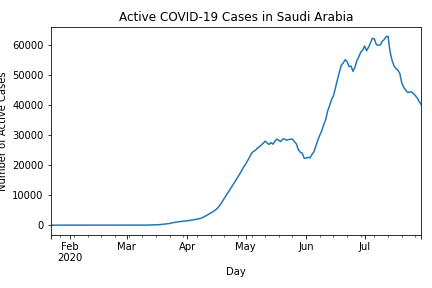 Active COVID-19 Cases in Saudi Arabia
Number of Active Cases
60000
50000
40000
30000
20000
10000
0
Feb Mar Apr May Jun Jul
2020
Day